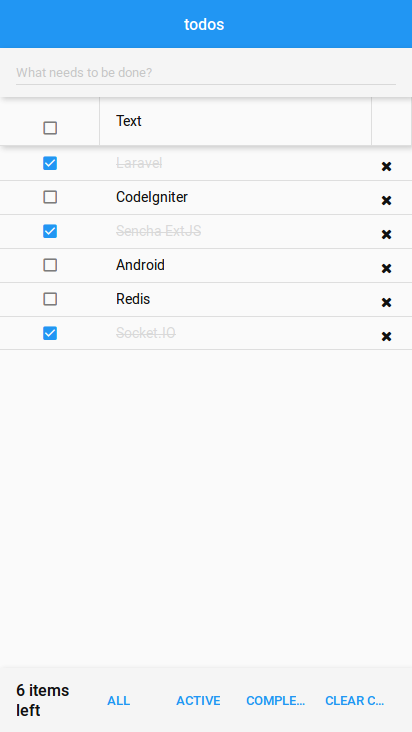 todos
What needs to be done?
Text
Laravel
CodeIgniter
Sencha ExtJS
Android
Redis
Socket.IO
6 items
left
ALL
ACTIVE
COMPLE...
CLEAR C...